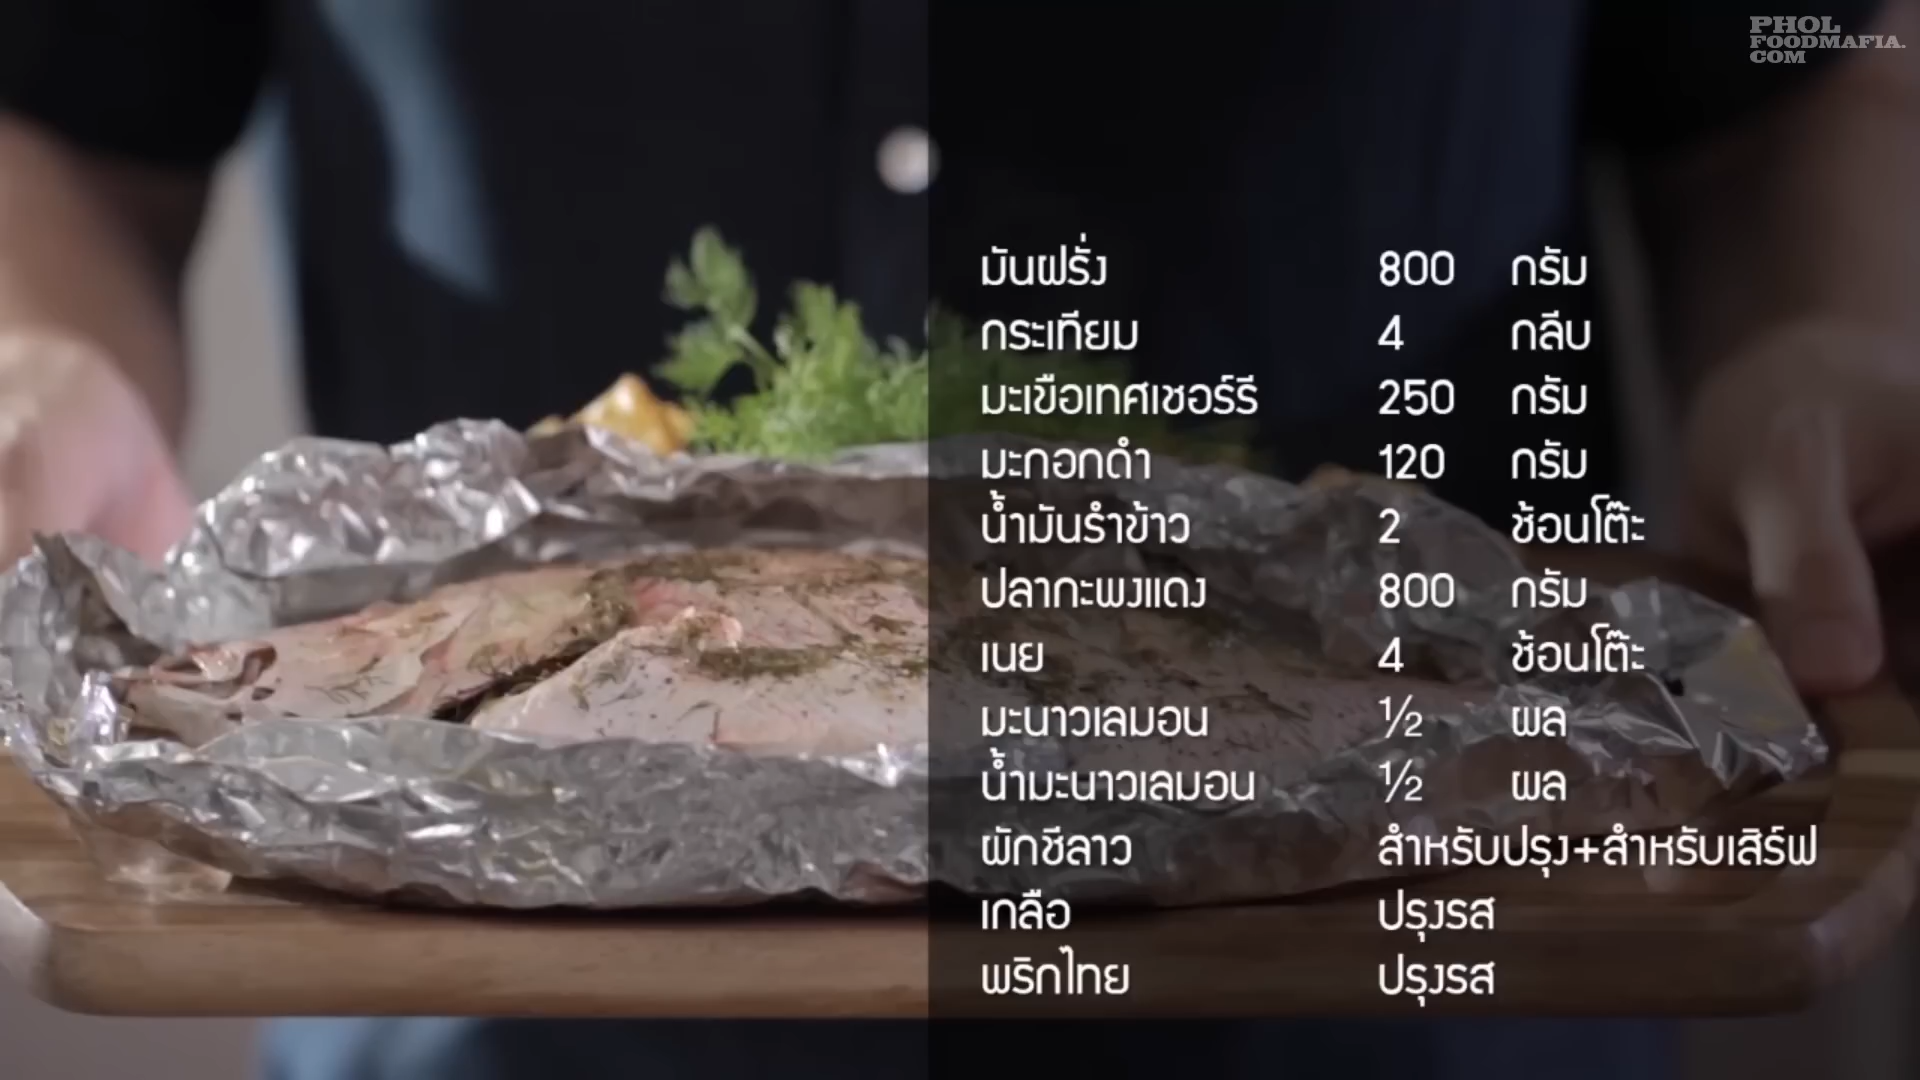 PHOL
FOODMAFIA.
COM
มันฝรั่ง 800 กรัม
กระเทียม 4 กลีบ
มะเขือเทศเชอร์รี 250 กรัม
มะกอกดำ 120 กรัม
น้ำมันรำข้าว 2 ช้อนโต๊ะ
ปลากะพงแดง 800 กรัม
เนย 4 ช้อนโต๊ะ
มะนาวเลมอน ½ ผล
น้ำมะนาวเลมอน ½ ผล
ผักชีลาว สำหรับปรุง+สำหรับเสิร์ฟ
เกลือ ปรุงรส
พริกไทย ปรุงรส